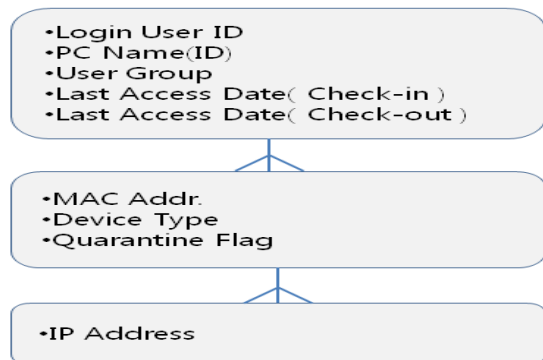 •Login User ID
•PC Name(ID)
•User Group
•Last Access Date( Check-in )
•Last Access Date( Check-out )
•MAC Addr.
•Device Type
•Quarantine Flag
•IP Address